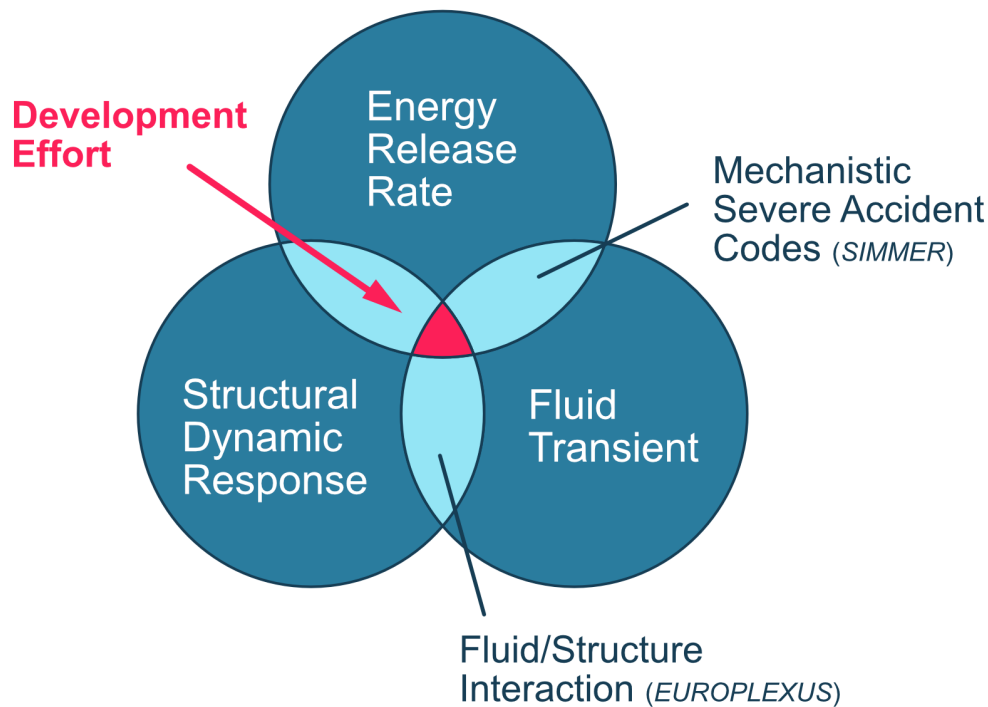 Development
Effort
Energy
Release
Rate
Mechanistic
Severe Accident
Codes (SIMMER)
Structural
Dynamic
Response
Fluid
Transient
Fluid/Structure
Interaction (EUROPLEXUS)